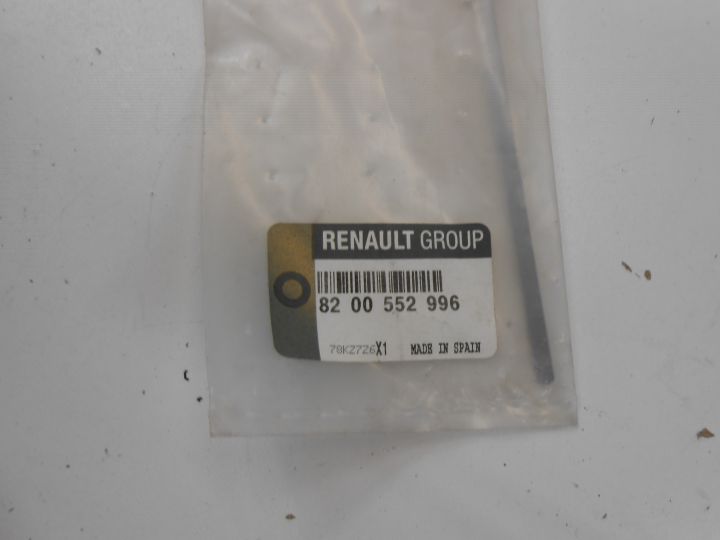 RENAULT GROUP
82 00 552 996
78K2726X1 MADE IN SPAIN